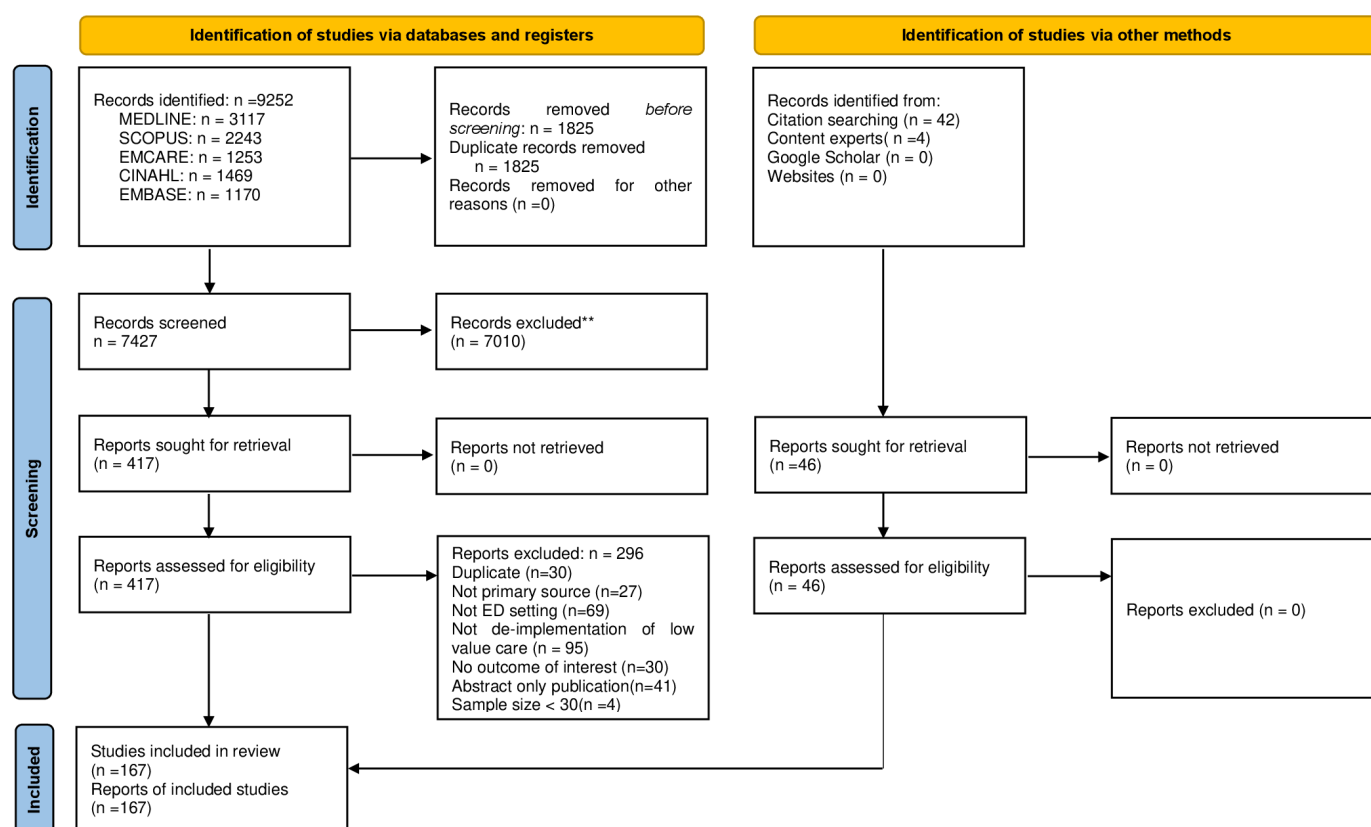 Identification of studies via databases and registers
Identification of studies via other methods
Identification
Records identified: n =9252
MEDLINE: n = 3117
SCOPUS: n = 2243
EMCARE: n = 1253
CINAHL: n = 1469
EMBASE: n = 1170
Records removed before
screening: n = 1825
Duplicate records removed
n = 1825
Records removed for other
reasons (n =0)
Records identified from:
Citation searching (n = 42)
Content experts( n =4)
Google Scholar (n = 0)
Websites (n = 0)
Screening
Records screened
n = 7427
Records excluded**
(n = 7010)
Reports sought for retrieval
(n = 417)
Reports not retrieved
(n = 0)
Reports sought for retrieval
(n =46)
Reports not retrieved
(n = 0)
Reports assessed for eligibility
(n = 417)
Reports excluded: n = 296
Duplicate (n=30)
Not primary source (n=27)
Not ED setting (n=69)
Not de-implementation of low
value care (n = 95)
No outcome of interest (n=30)
Abstract only publication(n=41)
Sample size < 30(n =4)
Reports assessed for eligibility
(n = 46)
Reports excluded (n = 0)
Included
Studies included in review
(n =167)
Reports of included studies
(n =167)